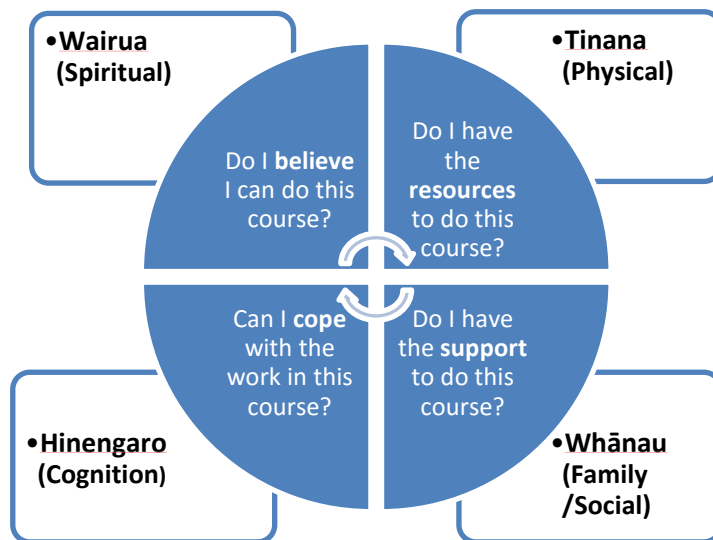 •Wairua
(Spiritual)
•Tinana
(Physical)
Do I believe
I can do this
course?
Do I have
the
resources
to do this
course?
Can I cope
with the
work in this
course?
Do I have
the support
to do this
course?
•Hinengaro
(Cognition)
•Whānau
(Family
/Social)